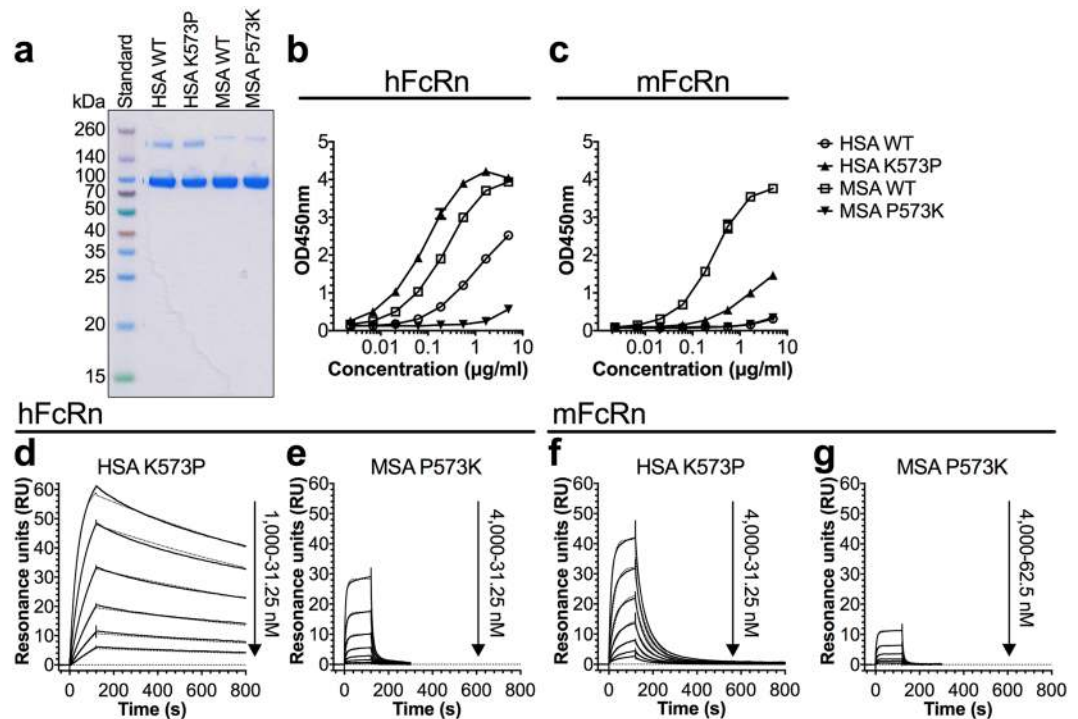 a
kDa
Standard
HSA WT
HSA K573P
MSA WT
MSA P573K
260
140
100
70
50
40
35
25
20
15
b
hFcRn
OD450nm
5
4
3
2
1
0
0.01 0.1 1 10
Concentration (µg/ml)
c
mFcRn
OD450nm
5
4
3
2
1
0
0.01 0.1 1 10
Concentration (µg/ml)
HSA WT
HSA K573P
MSA WT
MSA P573K
hFcRn
d
HSA K573P
Resonance units (RU)
60
50
40
30
20
10
0
0 200 400 600 800
Time (s)
1,000-31.25 nM
e
MSA P573K
Resonance units (RU)
60
50
40
30
20
10
0
0 200 400 600 800
Time (s)
4,000-31.25 nM
mFcRn
f
HSA K573P
Resonance units (RU)
60
50
40
30
20
10
0
0 200 400 600 800
Time (s)
4,000-31.25 nM
g
MSA P573K
Resonance units (RU)
60
50
40
30
20
10
0
0 200 400 600 800
Time (s)
4,000-62.5 nM